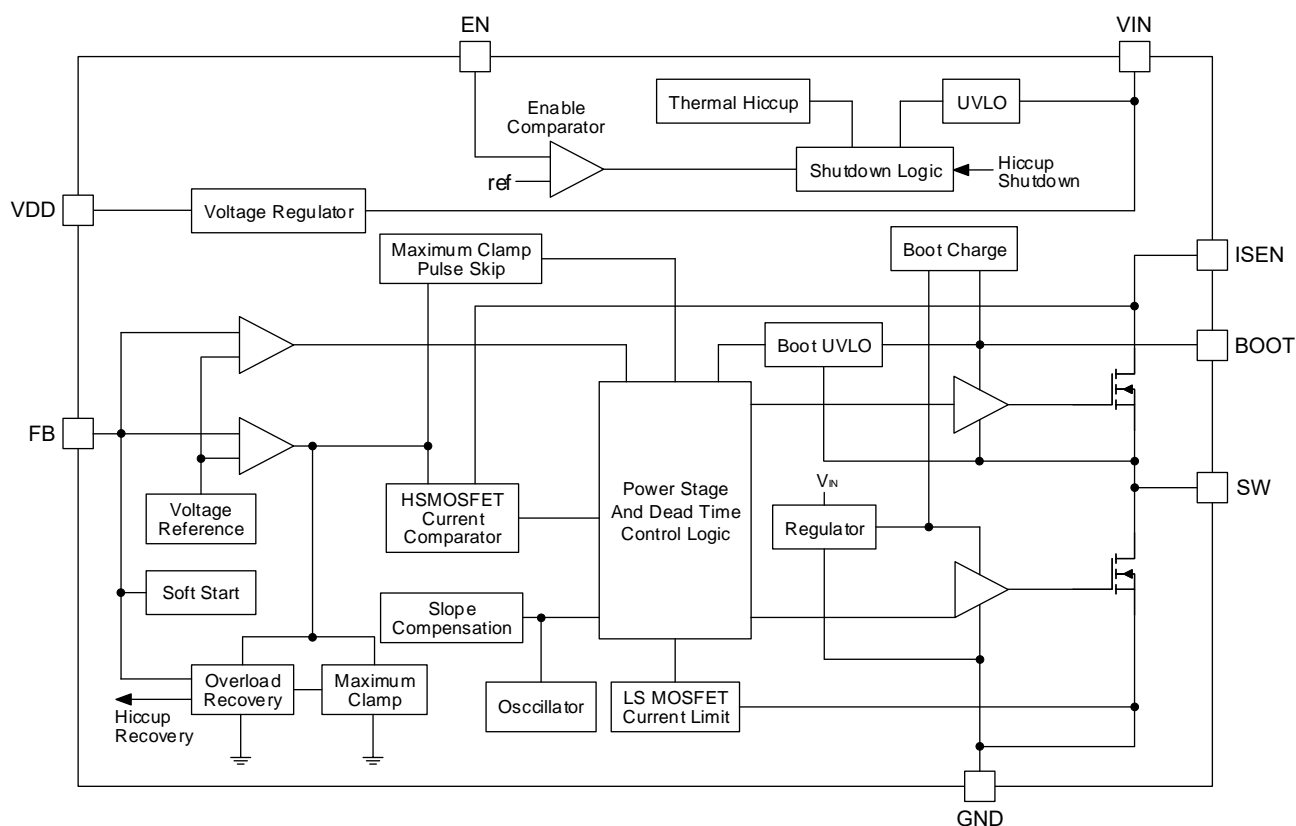 EN
VIN
Thermal Hiccup
UVLO
Enable
Comparator
ref
Shutdown Logic
Hiccup
Shutdown
VDD
Voltage Regulator
Maximum Clamp
Pulse Skip
Boot Charge
ISEN
Boot UVLO
BOOT
FB
Voltage
Reference
HSMOSFET
Current
Comparator
Power Stage
And Dead Time
Control Logic
VIN
Regulator
SW
Soft Start
Slope
Compensation
Overload
Recovery
Maximum
Clamp
Osccillator
LS MOSFET
Current Limit
Hiccup
Recovery
GND